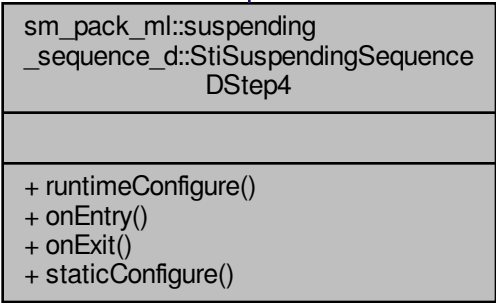 sm_pack_ml::suspending
_sequence_d::StiSuspendingSequence
DStep4
+ runtimeConfigure()
+ onEntry()
+ onExit()
+ staticConfigure()